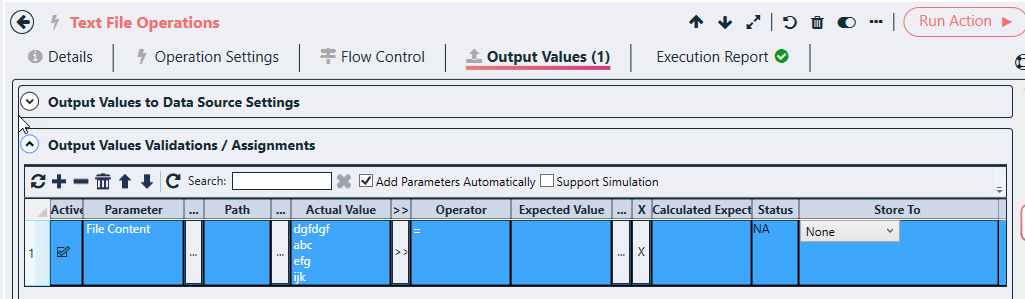 Text File Operations
Run Action
Details
Operation Settings
Flow Control
Output Values (1)
Execution Report
Output Values to Data Source Settings
Output Values Validations / Assignments
Search:
Add Parameters Automatically
Support Simulation
Active Parameter ... Path ... Actual Value >> Operator Expected Value ... X Calculated Expect Status Store To
1 File Content ... ... dgfdgf >> = ... X NA None
abc
efg
ijk